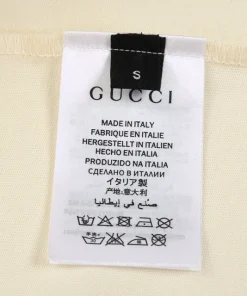 S
GUCCI
MADE IN ITALY
FABRIQUE EN ITALIE
HERGESTELLT IN ITALIEN
HECHO EN ITALIA
PRODUZIDO NA ITALIA
СДЕЛАНО В ИТАЛИИ
イタリア製
产地: 意大利
صنع في إيطاليا